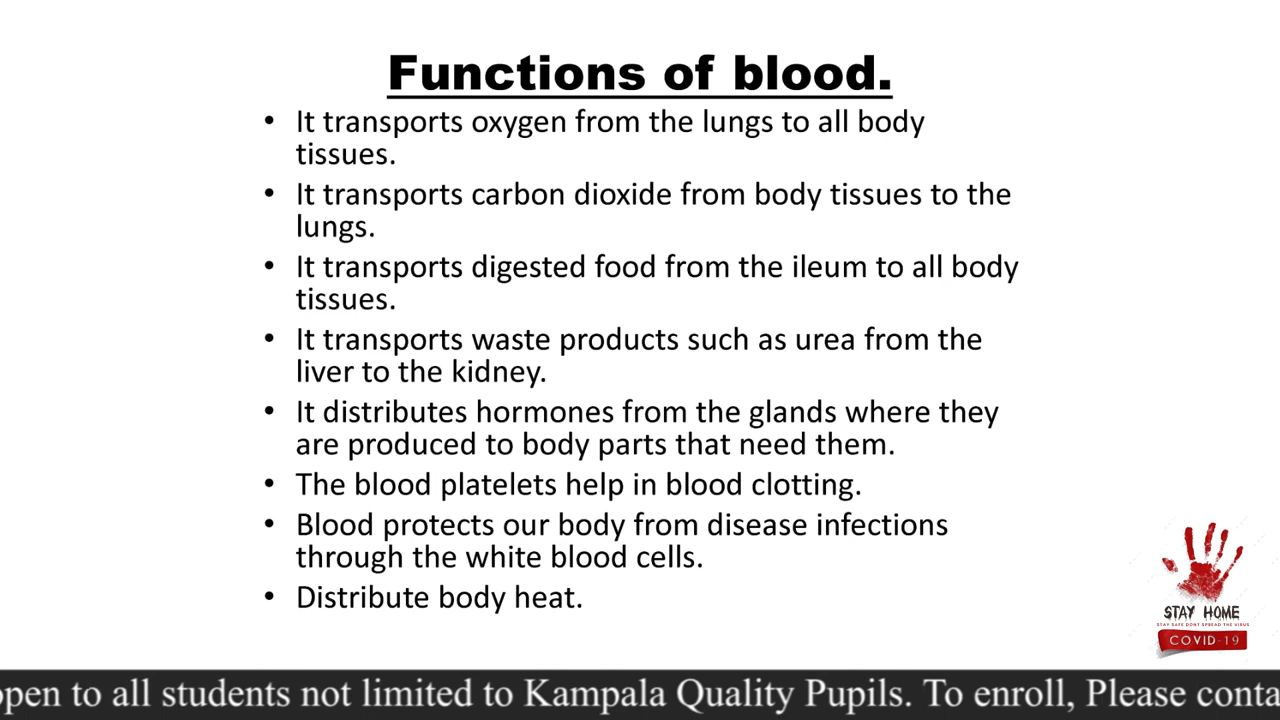 Functions of blood.
• It transports oxygen from the lungs to all body
tissues.
• It transports carbon dioxide from body tissues to the
lungs.
• It transports digested food from the ileum to all body
tissues.
• It transports waste products such as urea from the
liver to the kidney.
• It distributes hormones from the glands where they
are produced to body parts that need them.
• The blood platelets help in blood clotting.
• Blood protects our body from disease infections
through the white blood cells.
• Distribute body heat.
STAY HOME
STAY SAFE DONT SPREAD THE VIRUS
COVID-19
open to all students not limited to Kampala Quality Pupils. To enroll, Please conta